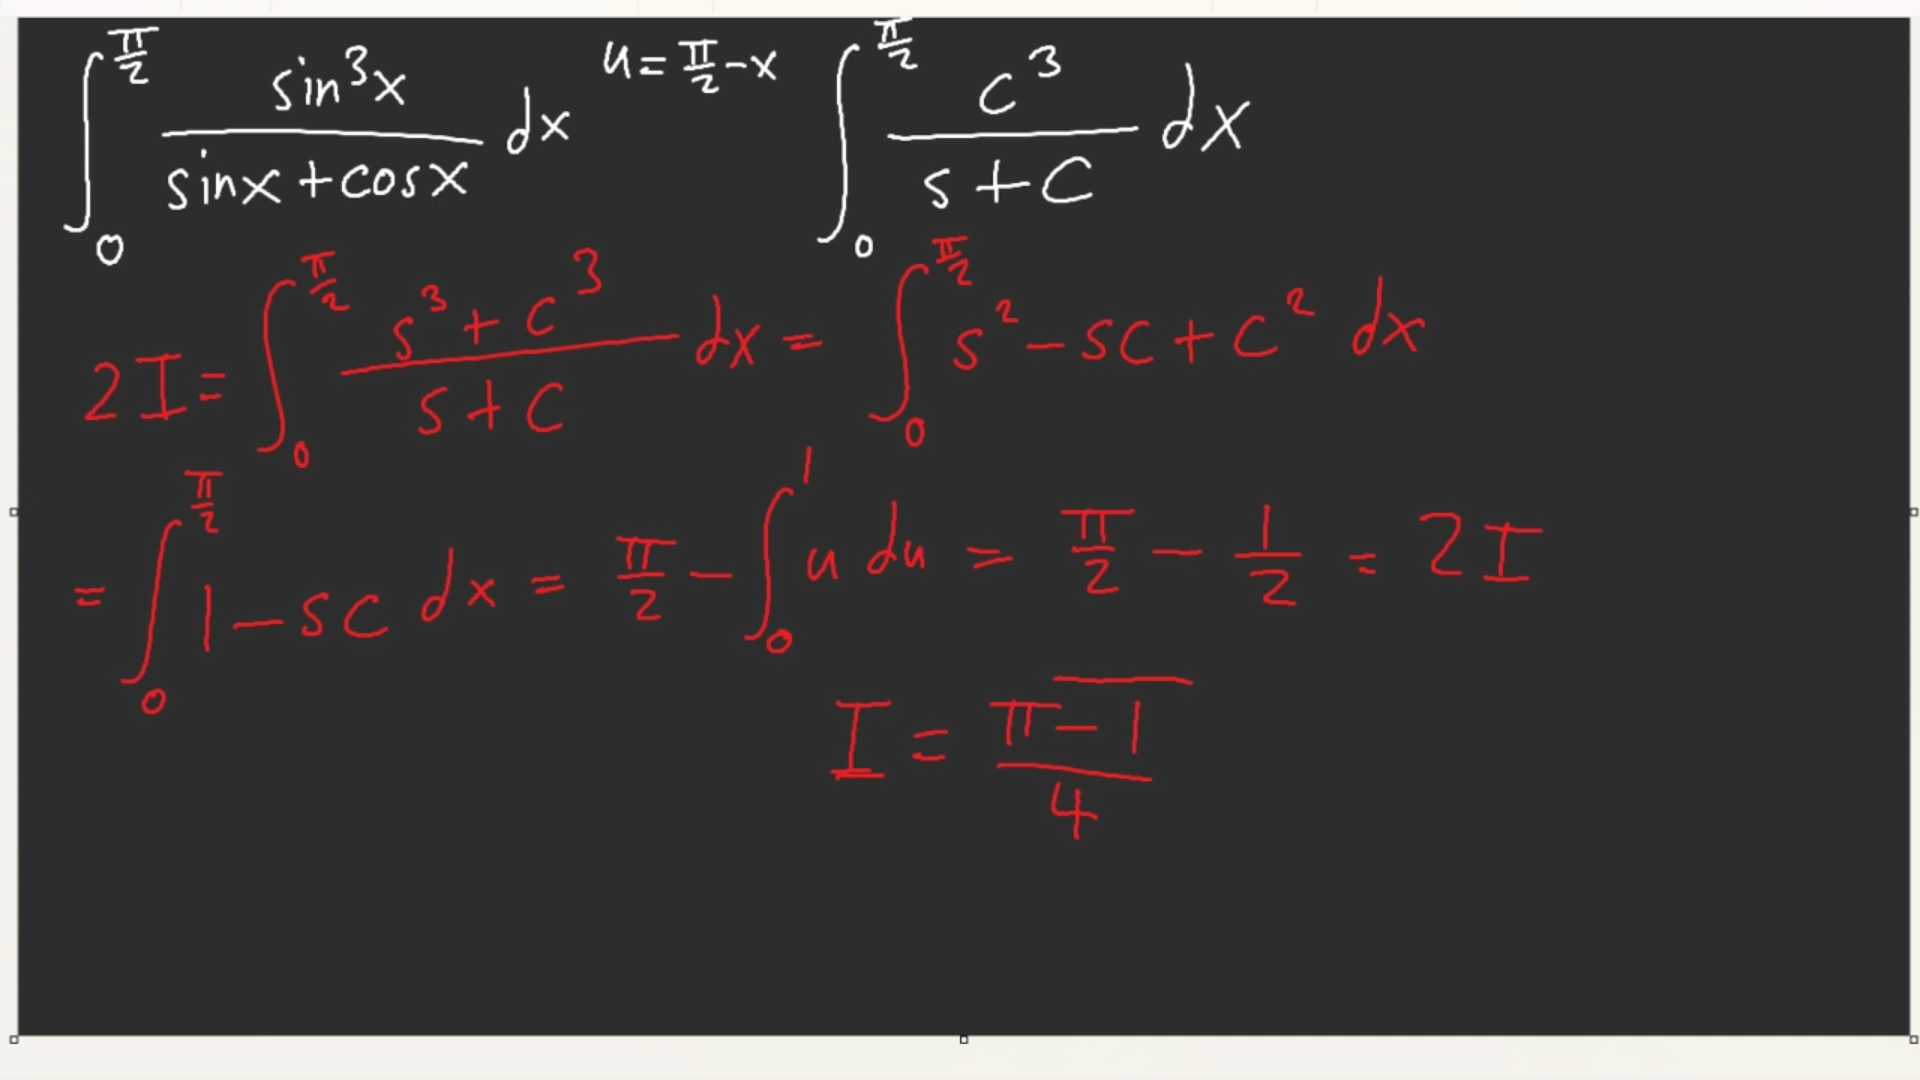 ∫₀^(π/2) sin³x / (sinx + cosx) dx   u = π/2 - x   ∫₀^(π/2) c³ / (s + c) dx
2I = ∫₀^(π/2) (s³ + c³) / (s + c) dx = ∫₀^(π/2) s² - sc + c² dx
= ∫₀^(π/2) 1 - sc dx = π/2 - ∫₀¹ u du = π/2 - 1/2 = 2I
I = (π - 1) / 4